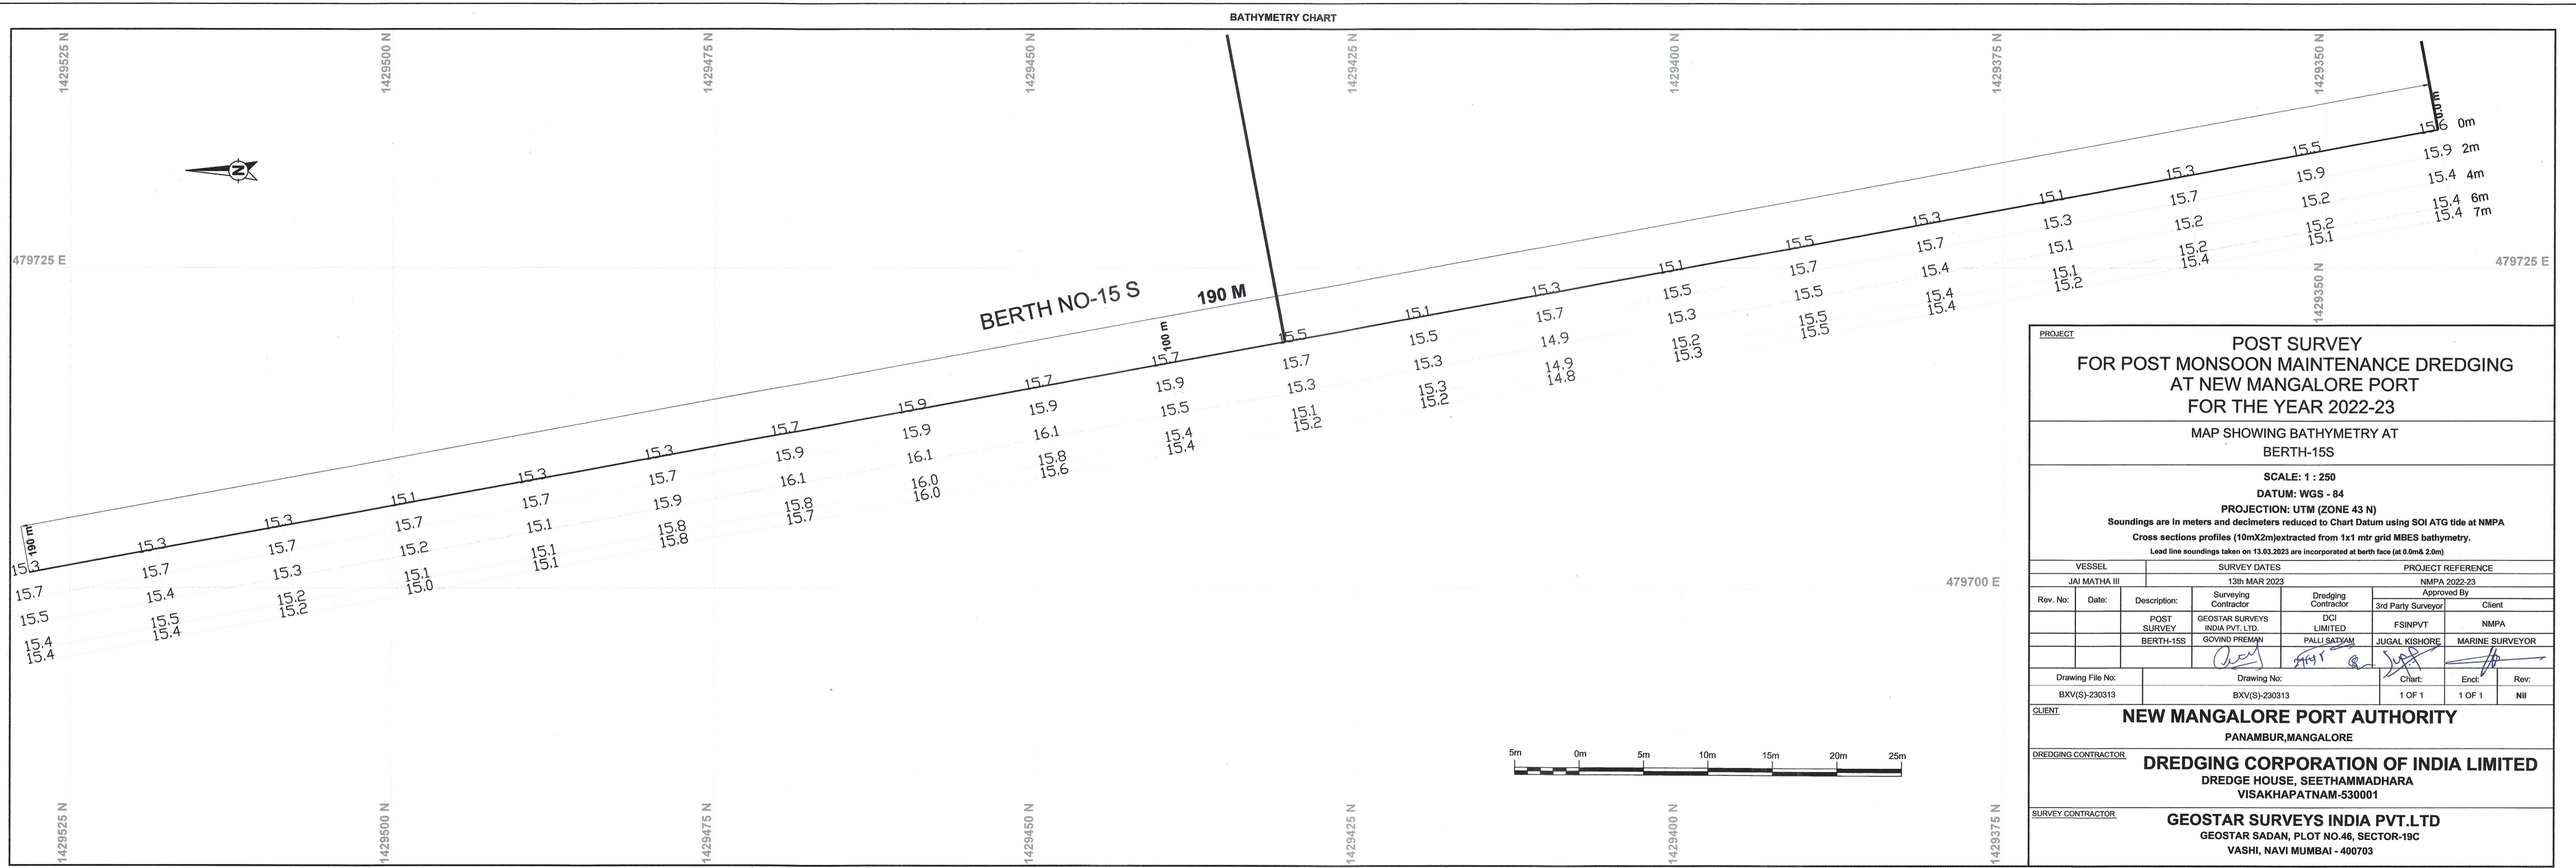 BATHYMETRY CHART
1429525 N
1429500 N
1429475 N
1429450 N
1429425 N
1429400 N
1429375 N
1429350 N
N
479725 E
479725 E
1429350 N
479700 E
BERTH NO-15 S
190 M
100 m
190 m
0m
2m
4m
6m
7m
15.3 15.3 15.3 15.1 15.3 15.3 15.7 15.9 15.7 15.7 15.5 15.1 15.3 15.1 15.5 15.3 15.1 15.3 15.5 15.6
15.7 15.7 15.7 15.7 15.7 15.7 15.9 15.9 15.9 15.9 15.7 15.5 15.7 15.5 15.7 15.7 15.3 15.7 15.9 15.9
15.5 15.4 15.3 15.2 15.1 15.9 16.1 16.1 16.1 15.5 15.3 15.3 14.9 15.3 15.5 15.4 15.1 15.2 15.2 15.4
15.4 15.5 15.2 15.1 15.1 15.8 15.8 16.0 15.8 15.4 15.1 15.3 14.9 15.2 15.5 15.4 15.1 15.2 15.2 15.4
15.4 15.4 15.2 15.0 15.1 15.8 15.7 16.0 15.6 15.4 15.2 15.2 14.8 15.3 15.5 15.4 15.2 15.4 15.1 15.4
5m 0m 5m 10m 15m 20m 25m
1429525 N
1429500 N
1429475 N
1429450 N
1429425 N
1429400 N
1429375 N
PROJECT
POST SURVEY
FOR POST MONSOON MAINTENANCE DREDGING
AT NEW MANGALORE PORT
FOR THE YEAR 2022-23
MAP SHOWING BATHYMETRY AT
BERTH-15S
SCALE: 1 : 250
DATUM: WGS - 84
PROJECTION: UTM (ZONE 43 N)
Soundings are in meters and decimeters reduced to Chart Datum using SOI ATG tide at NMPA
Cross sections profiles (10mX2m)extracted from 1x1 mtr grid MBES bathymetry.
Lead line soundings taken on 13.03.2023 are incorporated at berth face (at 0.0m& 2.0m)
VESSEL SURVEY DATES PROJECT REFERENCE
JAI MATHA III 13th MAR 2023 NMPA 2022-23
Rev. No: Date: Description: Surveying Contractor Dredging Contractor Approved By
3rd Party Surveyor Client
POST SURVEY GEOSTAR SURVEYS INDIA PVT. LTD. DCI LIMITED FSINPVT NMPA
BERTH-15S GOVIND PREMAN PALLI SATYAM JUGAL KISHORE MARINE SURVEYOR
Drawing File No: Drawing No: Chart: Encl: Rev:
BXV(S)-230313 BXV(S)-230313 1 OF 1 1 OF 1 Nil
CLIENT
NEW MANGALORE PORT AUTHORITY
PANAMBUR,MANGALORE
DREDGING CONTRACTOR
DREDGING CORPORATION OF INDIA LIMITED
DREDGE HOUSE, SEETHAMMADHARA
VISAKHAPATNAM-530001
SURVEY CONTRACTOR
GEOSTAR SURVEYS INDIA PVT.LTD
GEOSTAR SADAN, PLOT NO.46, SECTOR-19C
VASHI, NAVI MUMBAI - 400703